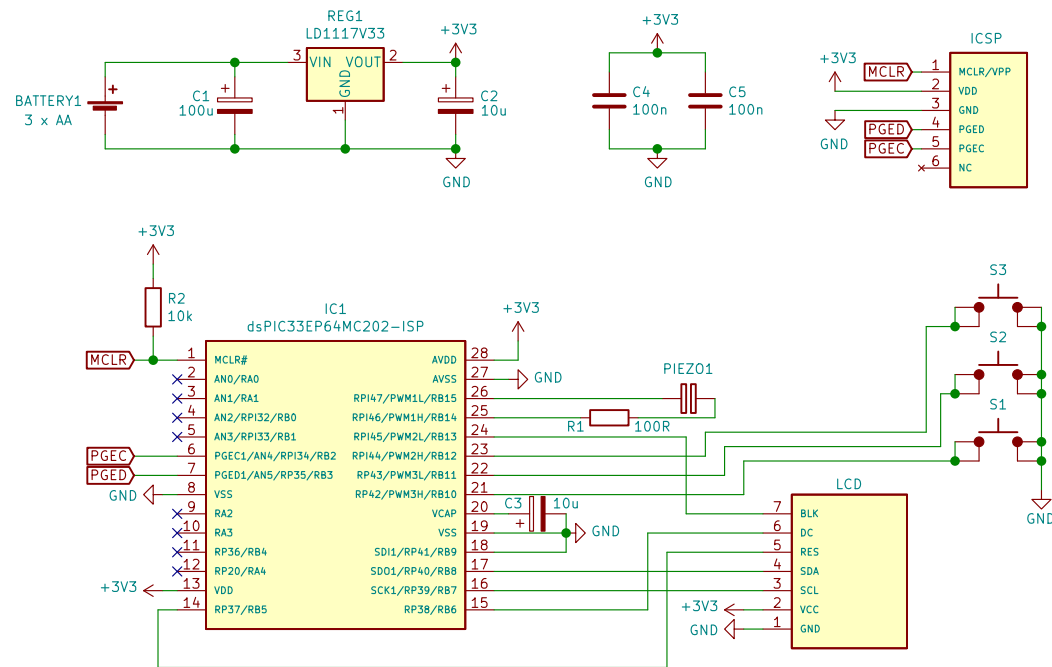 REG1
LD1117V33
3 VIN VOUT 2
GND
1
+3V3
BATTERY1
3 x AA
+
+
C1
100u
+
C2
10u
GND
+3V3
C4
100n
C5
100n
GND
ICSP
+3V3
MCLR 1 MCLR/VPP
2 VDD
3 GND
GND
PGED 4 PGED
PGEC 5 PGEC
6 NC
+3V3
R2
10k
IC1
dsPIC33EP64MC202-ISP
+3V3
MCLR 1 MCLR# AVDD 28
2 AN0/RA0 AVSS 27 GND
3 AN1/RA1 RPI47/PWM1L/RB15 26
4 AN2/RPI32/RB0 RPI46/PWM1H/RB14 25
5 AN3/RPI33/RB1 RPI45/PWM2L/RB13 24
PGEC 6 PGEC1/AN4/RPI34/RB2 RPI44/PWM2H/RB12 23
PGED 7 PGED1/AN5/RP35/RB3 RP43/PWM3L/RB11 22
GND 8 VSS RP42/PWM3H/RB10 21
9 RA2 VCAP 20
10 RA3 VSS 19
11 RP36/RB4 SDI1/RP41/RB9 18
12 RP20/RA4 SDO1/RP40/RB8 17
+3V3 13 VDD SCK1/RP39/RB7 16
14 RP37/RB5 RP38/RB6 15
PIEZO1
R1 100R
C3 10u
+
GND
S3
S2
S1
GND
LCD
7 BLK
6 DC
5 RES
4 SDA
3 SCL
+3V3 2 VCC
GND 1 GND